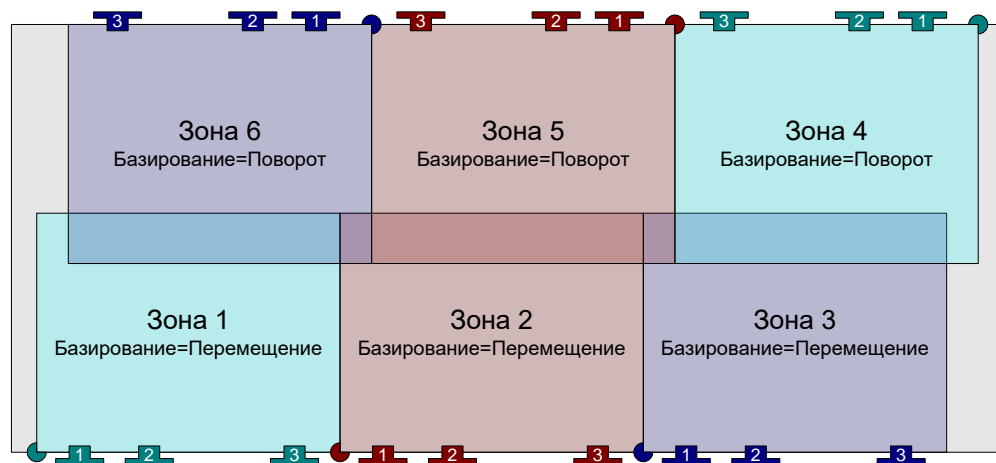 3 2 1 3 2 1 3 2 1
Зона 6 Зона 5 Зона 4
Базирование=Поворот Базирование=Поворот Базирование=Поворот
Зона 1 Зона 2 Зона 3
Базирование=Перемещение Базирование=Перемещение Базирование=Перемещение
1 2 3 1 2 3 1 2 3